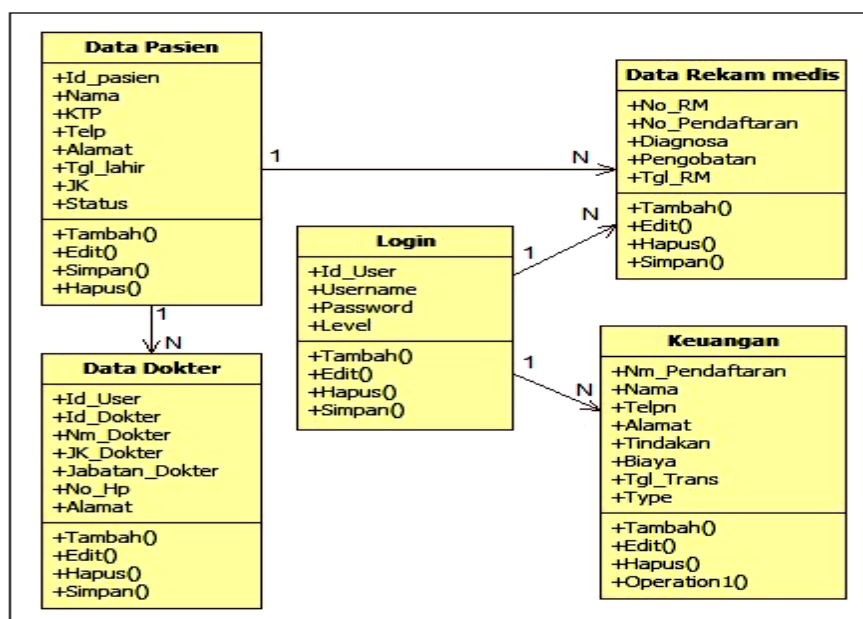 Data Pasien
+Id_pasien
+Nama
+KTP
+Telp
+Alamat
+Tgl_lahir
+JK
+Status
+Tambah()
+Edit()
+Simpan()
+Hapus()
1
N
Data Rekam medis
+No_RM
+No_Pendaftaran
+Diagnosa
+Pengobatan
+Tgl_RM
+Tambah()
+Edit()
+Hapus()
+Simpan()
Login
+Id_User
+Username
+Password
+Level
+Tambah()
+Edit()
+Hapus()
+Simpan()
1
N
1
N
1
N
Data Dokter
+Id_User
+Id_Dokter
+Nm_Dokter
+JK_Dokter
+Jabatan_Dokter
+No_Hp
+Alamat
+Tambah()
+Edit()
+Hapus()
+Simpan()
Keuangan
+Nm_Pendaftaran
+Nama
+Telpn
+Alamat
+Tindakan
+Biaya
+Tgl_Trans
+Type
+Tambah()
+Edit()
+Hapus()
+Operation1()